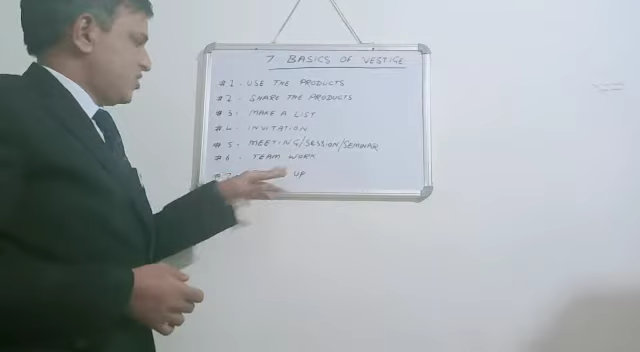 7 BASICS OF VESTIGE
#1. USE THE PRODUCTS
#2. SHARE THE PRODUCTS
#3. MAKE A LIST
#4. INVITATION
#5. MEETING/SESSION/SEMINAR
#6. TEAM WORK
#7 UP